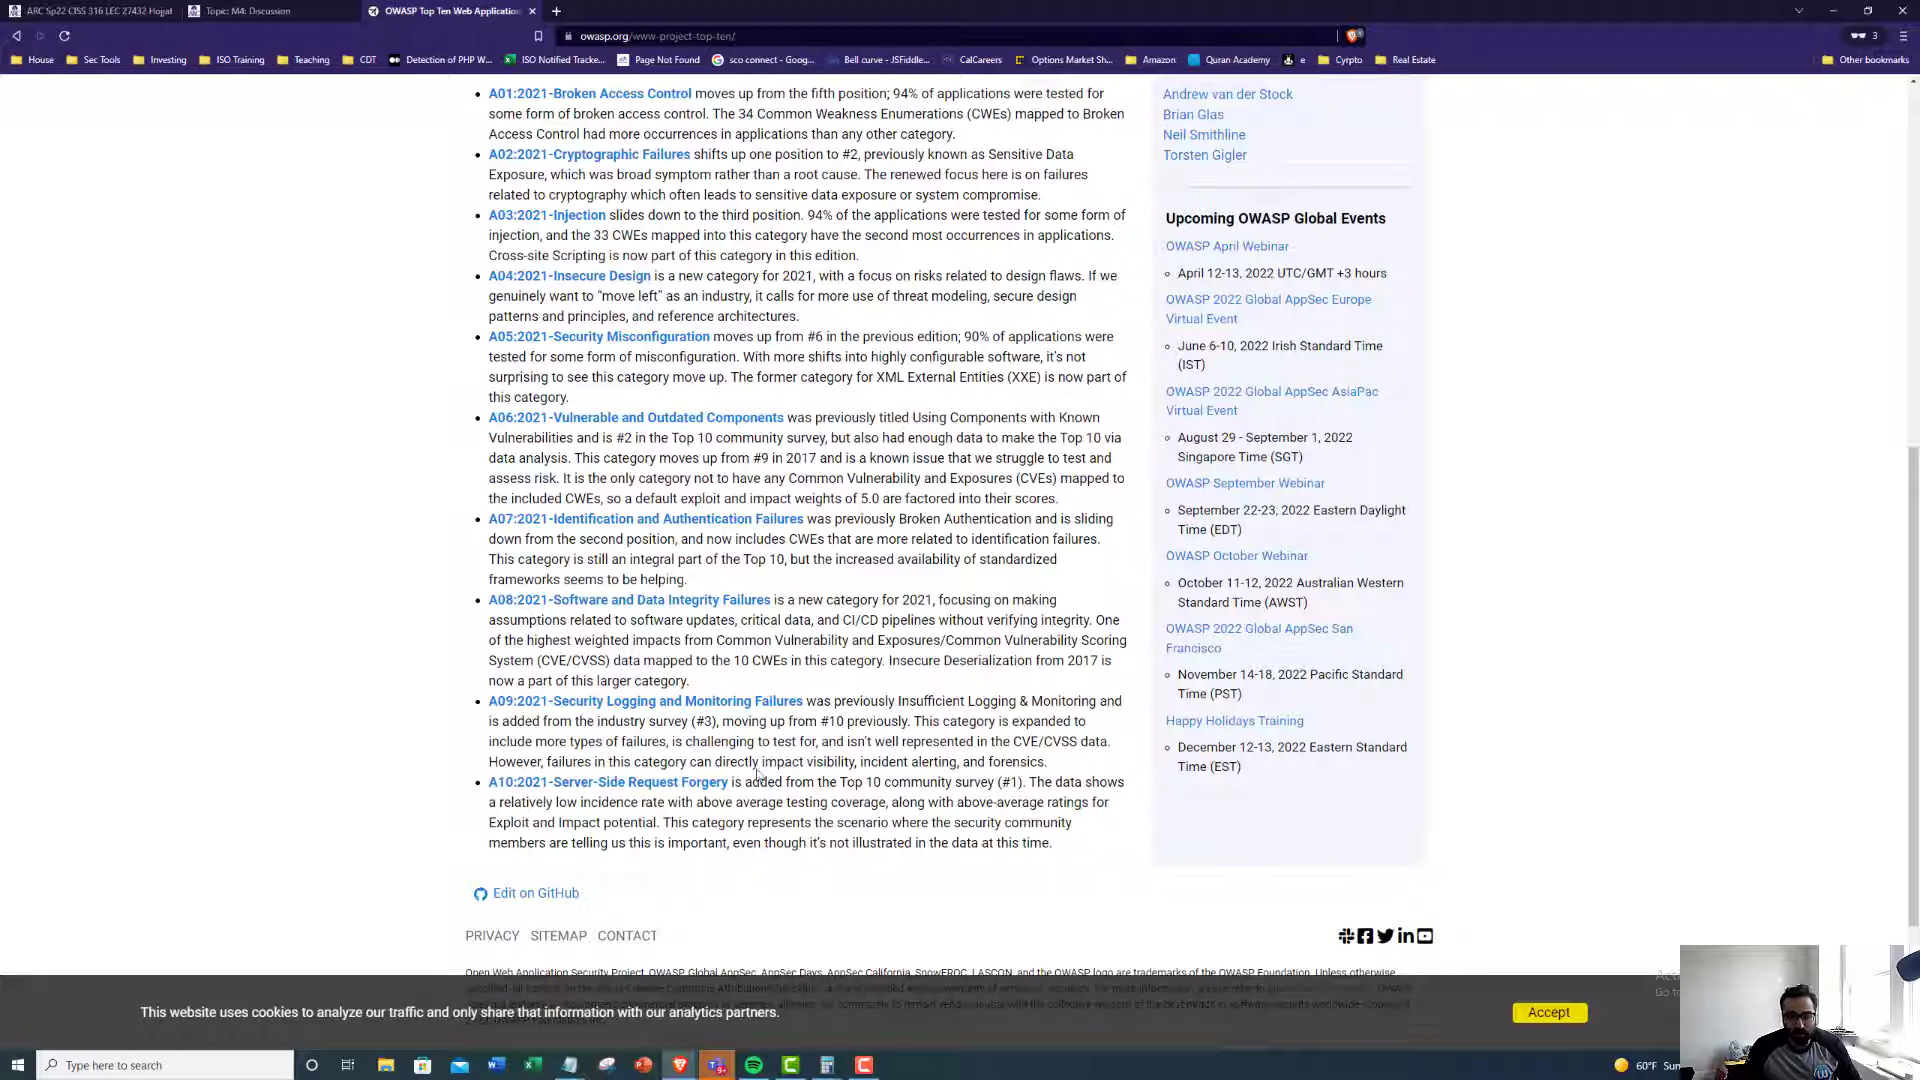 ARC Sp22 CISS 316 LEC 27432 Hojjat
Topic: M4: Discussion
OWASP Top Ten Web Application
owasp.org/www-project-top-ten/
3
House
Sec Tools
Investing
ISO Training
Teaching
CDT
Detection of PHP W...
ISO Notified Tracke...
Page Not Found
sco connect - Goog...
Bell curve - JSFiddle...
CalCareers
Options Market Sh...
Amazon
Quran Academy
e
Cyrpto
Real Estate
Other bookmarks
A01:2021-Broken Access Control moves up from the fifth position; 94% of applications were tested for
some form of broken access control. The 34 Common Weakness Enumerations (CWEs) mapped to Broken
Access Control had more occurrences in applications than any other category.
A02:2021-Cryptographic Failures shifts up one position to #2, previously known as Sensitive Data
Exposure, which was broad symptom rather than a root cause. The renewed focus here is on failures
related to cryptography which often leads to sensitive data exposure or system compromise.
A03:2021-Injection slides down to the third position. 94% of the applications were tested for some form of
injection, and the 33 CWEs mapped into this category have the second most occurrences in applications.
Cross-site Scripting is now part of this category in this edition.
A04:2021-Insecure Design is a new category for 2021, with a focus on risks related to design flaws. If we
genuinely want to “move left” as an industry, it calls for more use of threat modeling, secure design
patterns and principles, and reference architectures.
A05:2021-Security Misconfiguration moves up from #6 in the previous edition; 90% of applications were
tested for some form of misconfiguration. With more shifts into highly configurable software, it’s not
surprising to see this category move up. The former category for XML External Entities (XXE) is now part of
this category.
A06:2021-Vulnerable and Outdated Components was previously titled Using Components with Known
Vulnerabilities and is #2 in the Top 10 community survey, but also had enough data to make the Top 10 via
data analysis. This category moves up from #9 in 2017 and is a known issue that we struggle to test and
assess risk. It is the only category not to have any Common Vulnerability and Exposures (CVEs) mapped to
the included CWEs, so a default exploit and impact weights of 5.0 are factored into their scores.
A07:2021-Identification and Authentication Failures was previously Broken Authentication and is sliding
down from the second position, and now includes CWEs that are more related to identification failures.
This category is still an integral part of the Top 10, but the increased availability of standardized
frameworks seems to be helping.
A08:2021-Software and Data Integrity Failures is a new category for 2021, focusing on making
assumptions related to software updates, critical data, and CI/CD pipelines without verifying integrity. One
of the highest weighted impacts from Common Vulnerability and Exposures/Common Vulnerability Scoring
System (CVE/CVSS) data mapped to the 10 CWEs in this category. Insecure Deserialization from 2017 is
now a part of this larger category.
A09:2021-Security Logging and Monitoring Failures was previously Insufficient Logging & Monitoring and
is added from the industry survey (#3), moving up from #10 previously. This category is expanded to
include more types of failures, is challenging to test for, and isn’t well represented in the CVE/CVSS data.
However, failures in this category can directly impact visibility, incident alerting, and forensics.
A10:2021-Server-Side Request Forgery is added from the Top 10 community survey (#1). The data shows
a relatively low incidence rate with above average testing coverage, along with above-average ratings for
Exploit and Impact potential. This category represents the scenario where the security community
members are telling us this is important, even though it’s not illustrated in the data at this time.
Andrew van der Stock
Brian Glas
Neil Smithline
Torsten Gigler
Upcoming OWASP Global Events
OWASP April Webinar
April 12-13, 2022 UTC/GMT +3 hours
OWASP 2022 Global AppSec Europe
Virtual Event
June 6-10, 2022 Irish Standard Time
(IST)
OWASP 2022 Global AppSec AsiaPac
Virtual Event
August 29 - September 1, 2022
Singapore Time (SGT)
OWASP September Webinar
September 22-23, 2022 Eastern Daylight
Time (EDT)
OWASP October Webinar
October 11-12, 2022 Australian Western
Standard Time (AWST)
OWASP 2022 Global AppSec San
Francisco
November 14-18, 2022 Pacific Standard
Time (PST)
Happy Holidays Training
December 12-13, 2022 Eastern Standard
Time (EST)
Edit on GitHub
PRIVACY SITEMAP CONTACT
Open Web Application Security Project, OWASP, Global AppSec, AppSec Days, AppSec California, SnowFROC, LASCON, and the OWASP logo are trademarks of the OWASP Foundation. Unless otherwise
This website uses cookies to analyze our traffic and only share that information with our analytics partners.
Accept
Go to
Type here to search
60°F Sun